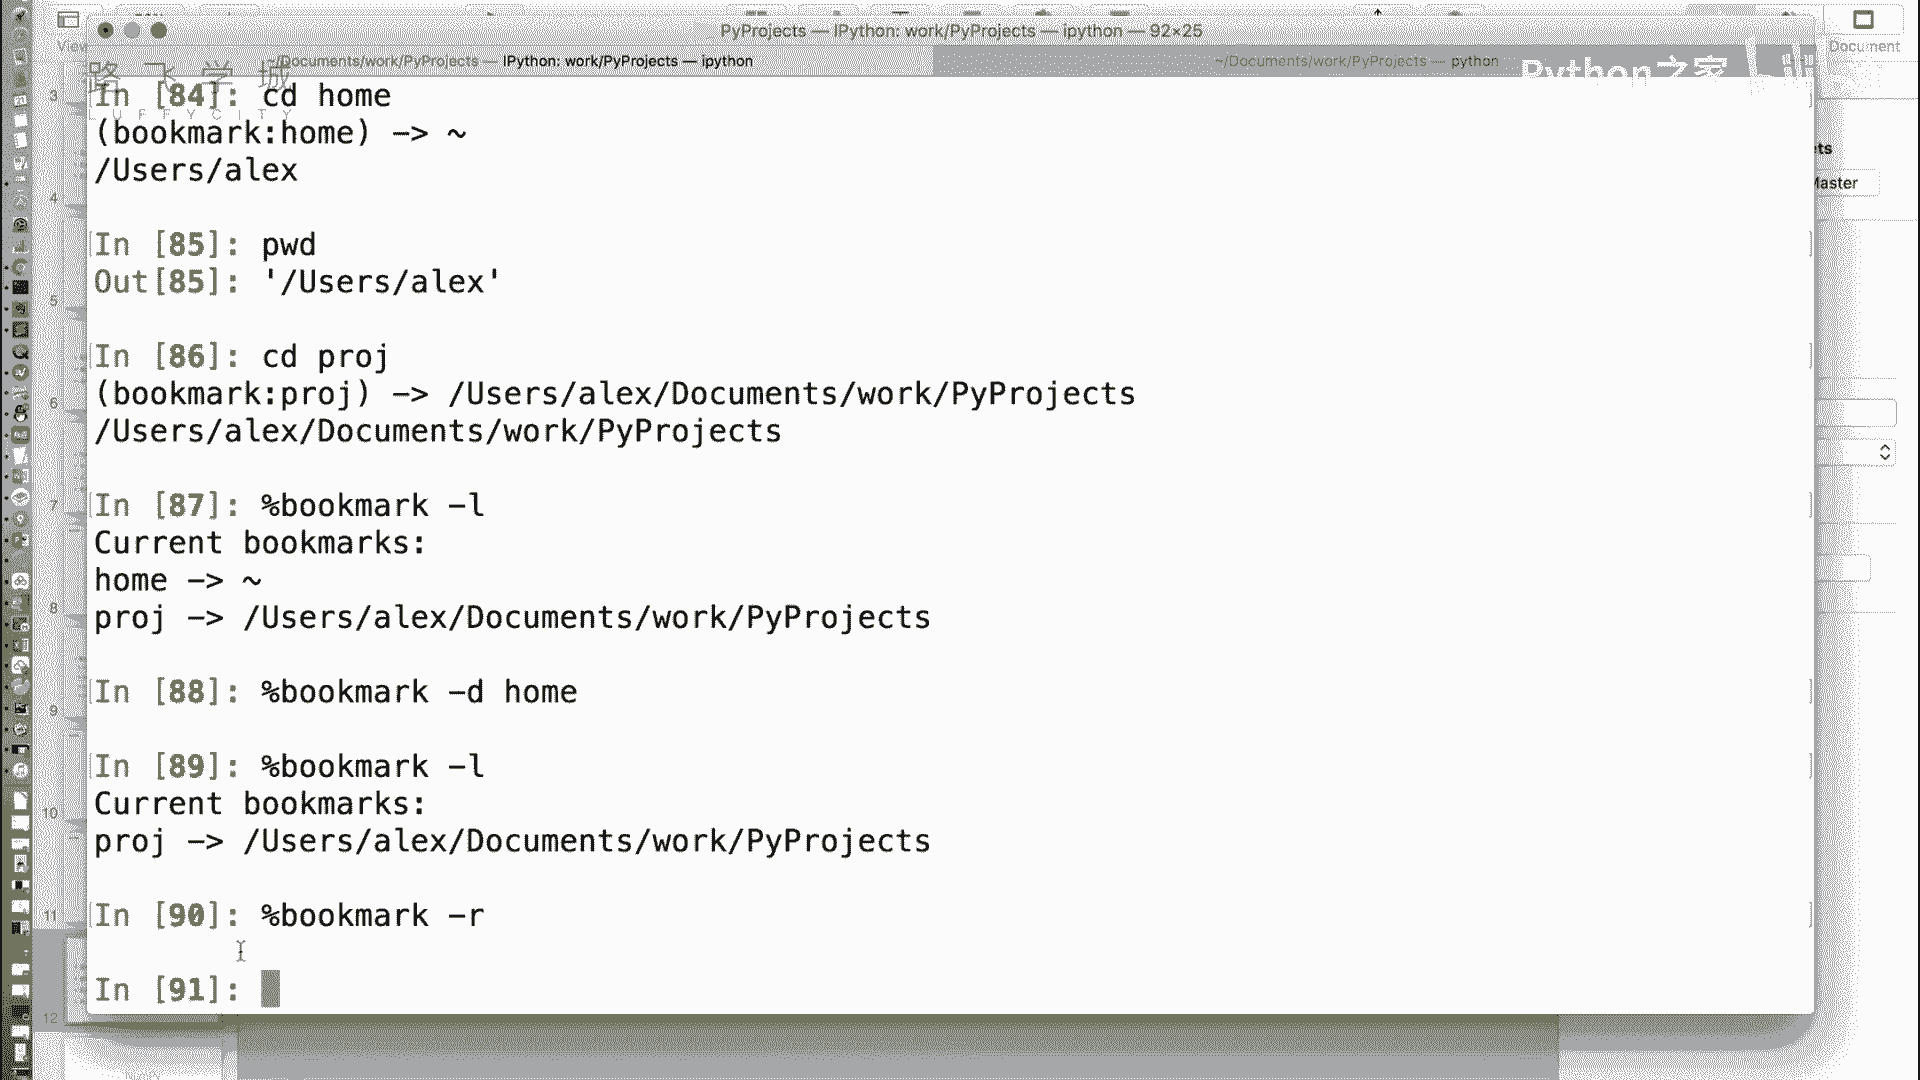 PyProjects — IPython: work/PyProjects — ipython — 92×25
View
Document
Documents/work/PyProjects — IPython: work/PyProjects — ipython
~/Documents/work/PyProjects — python
路飞学城
LUFFYCITY
Python之家
In [84]: cd home
(bookmark:home) -> ~
/Users/alex
In [85]: pwd
Out[85]: '/Users/alex'
In [86]: cd proj
(bookmark:proj) -> /Users/alex/Documents/work/PyProjects
/Users/alex/Documents/work/PyProjects
In [87]: %bookmark -l
Current bookmarks:
home -> ~
proj -> /Users/alex/Documents/work/PyProjects
In [88]: %bookmark -d home
In [89]: %bookmark -l
Current bookmarks:
proj -> /Users/alex/Documents/work/PyProjects
In [90]: %bookmark -r
In [91]:
3
4
5
6
7
8
9
10
11
12
ets
Master